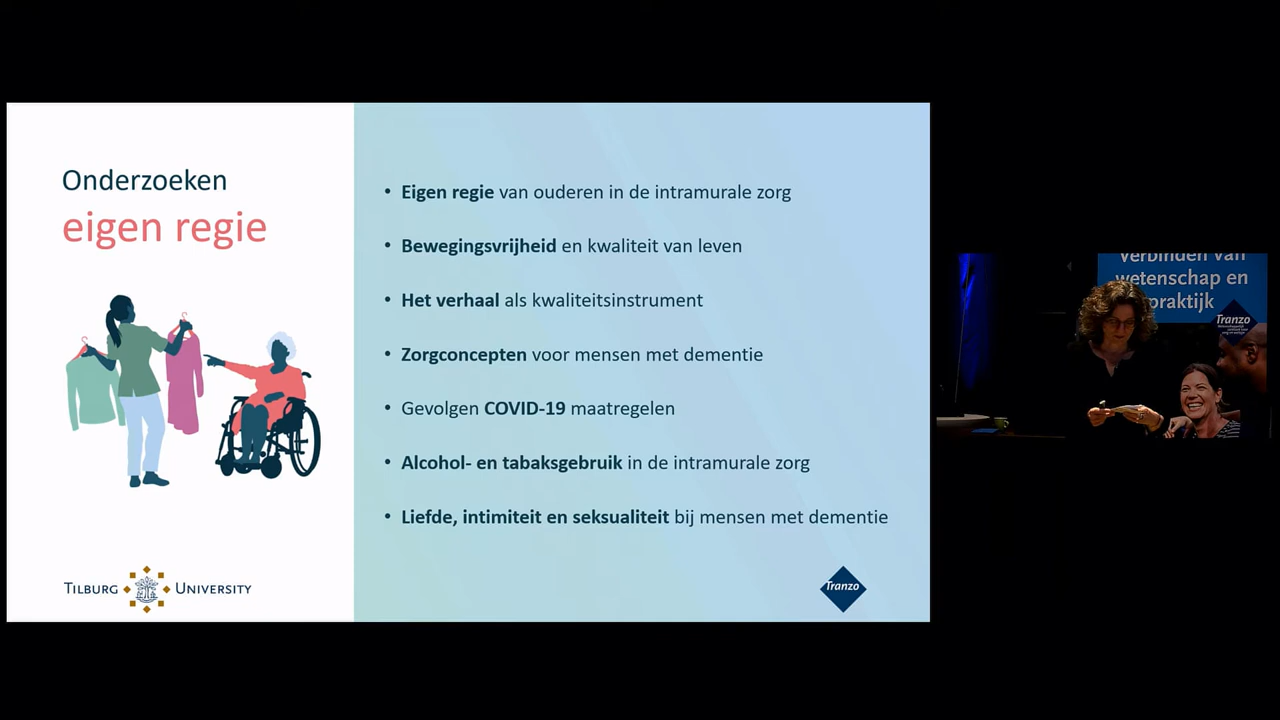 Onderzoeken
eigen regie
• Eigen regie van ouderen in de intramurale zorg
• Bewegingsvrijheid en kwaliteit van leven
• Het verhaal als kwaliteitsinstrument
• Zorgconcepten voor mensen met dementie
• Gevolgen COVID-19 maatregelen
• Alcohol- en tabaksgebruik in de intramurale zorg
• Liefde, intimiteit en seksualiteit bij mensen met dementie
TILBURG UNIVERSITY
Tranzo
Verbinden van
wetenschap en
praktijk
Tranzo